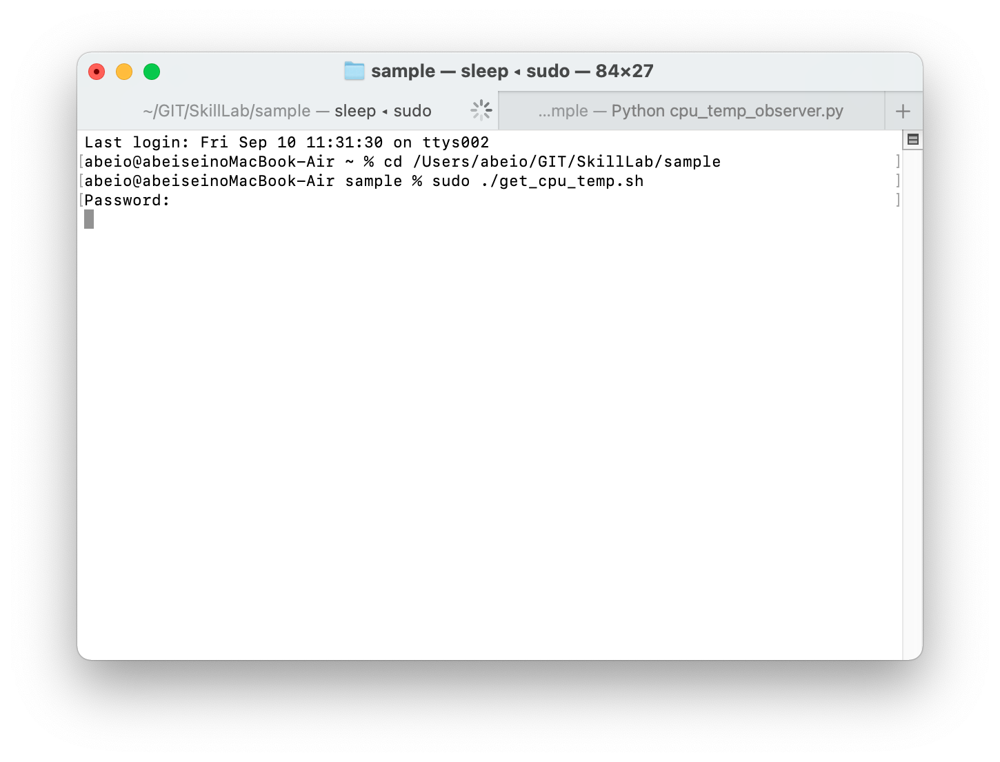 sample — sleep ◂ sudo — 84×27
~/GIT/SkillLab/sample — sleep ◂ sudo
...mple — Python cpu_temp_observer.py
+
Last login: Fri Sep 10 11:31:30 on ttys002
[abeio@abeiseinoMacBook-Air ~ % cd /Users/abeio/GIT/SkillLab/sample ]
[abeio@abeiseinoMacBook-Air sample % sudo ./get_cpu_temp.sh ]
[Password: ]